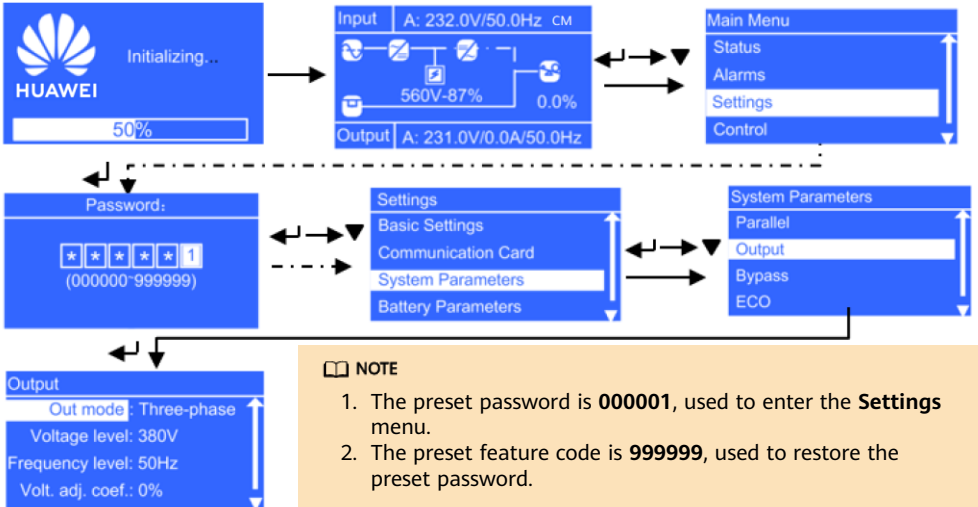 HUAWEI
Initializing...
50%
Input A: 232.0V/50.0Hz CM
560V-87%
0.0%
Output A: 231.0V/0.0A/50.0Hz
Main Menu
Status
Alarms
Settings
Control
Password：
* * * * * 1
(000000~999999)
Settings
Basic Settings
Communication Card
System Parameters
Battery Parameters
System Parameters
Parallel
Output
Bypass
ECO
Output
Out mode : Three-phase
Voltage level: 380V
Frequency level: 50Hz
Volt. adj. coef.: 0%
NOTE
1. The preset password is 000001, used to enter the Settings
menu.
2. The preset feature code is 999999, used to restore the
preset password.